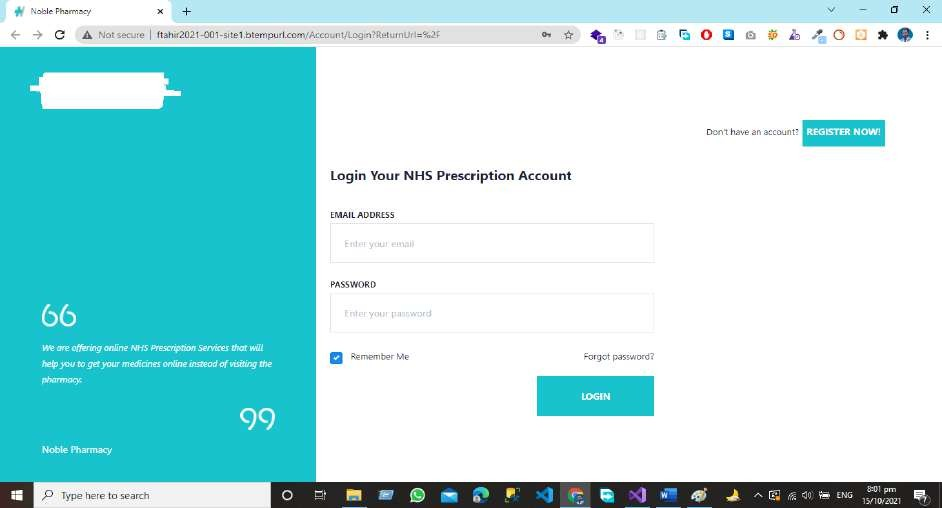 Noble Pharmacy
Not secure | ftahir2021-001-site1.btempurl.com/Account/Login?ReturnUrl=%2F
Don't have an account? REGISTER NOW!
Login Your NHS Prescription Account
EMAIL ADDRESS
Enter your email
PASSWORD
Enter your password
Remember Me
Forgot password?
LOGIN
We are offering online NHS Prescription Services that will
help you to get your medicines online instead of visiting the
pharmacy.
Noble Pharmacy
Type here to search
ENG
8:01 pm
15/10/2021